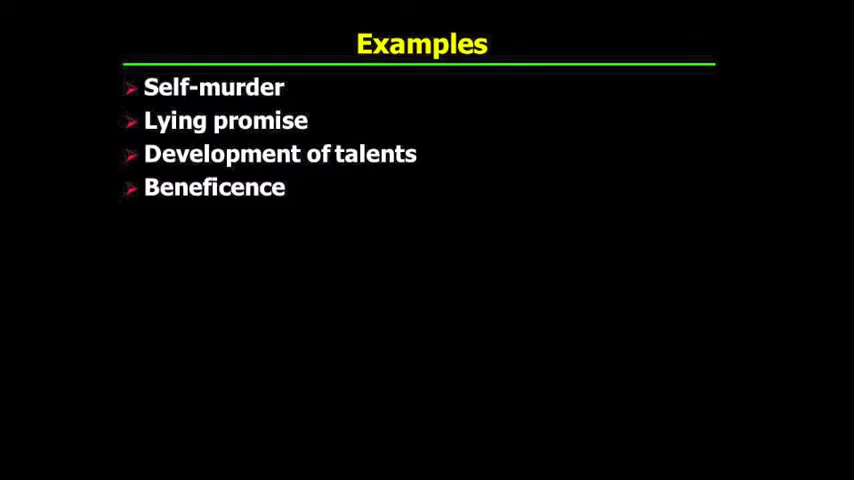 Examples
Self-murder
Lying promise
Development of talents
Beneficence